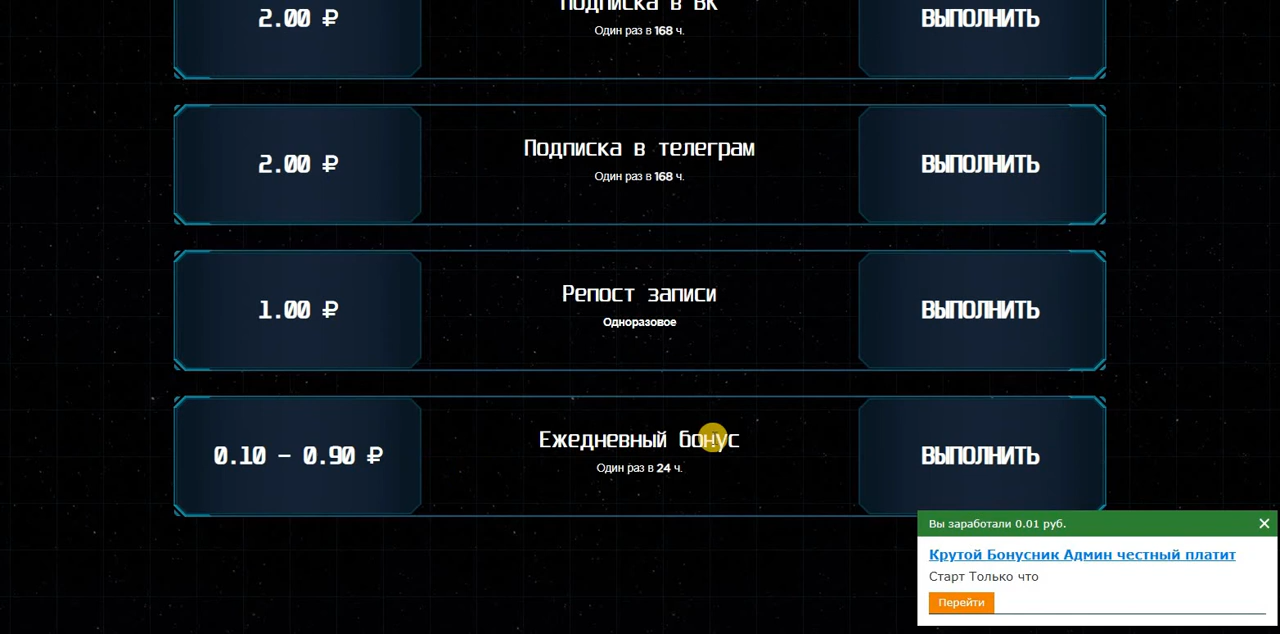 2.00 ₽
Подписка в ВК
Один раз в 168 ч.
ВЫПОЛНИТЬ
2.00 ₽
Подписка в телеграм
Один раз в 168 ч.
ВЫПОЛНИТЬ
1.00 ₽
Репост записи
Одноразовое
ВЫПОЛНИТЬ
0.10 - 0.90 ₽
Ежедневный бонус
Один раз в 24 ч.
ВЫПОЛНИТЬ
Вы заработали 0.01 руб.
Крутой Бонусник Админ честный платит
Старт Только что
Перейти